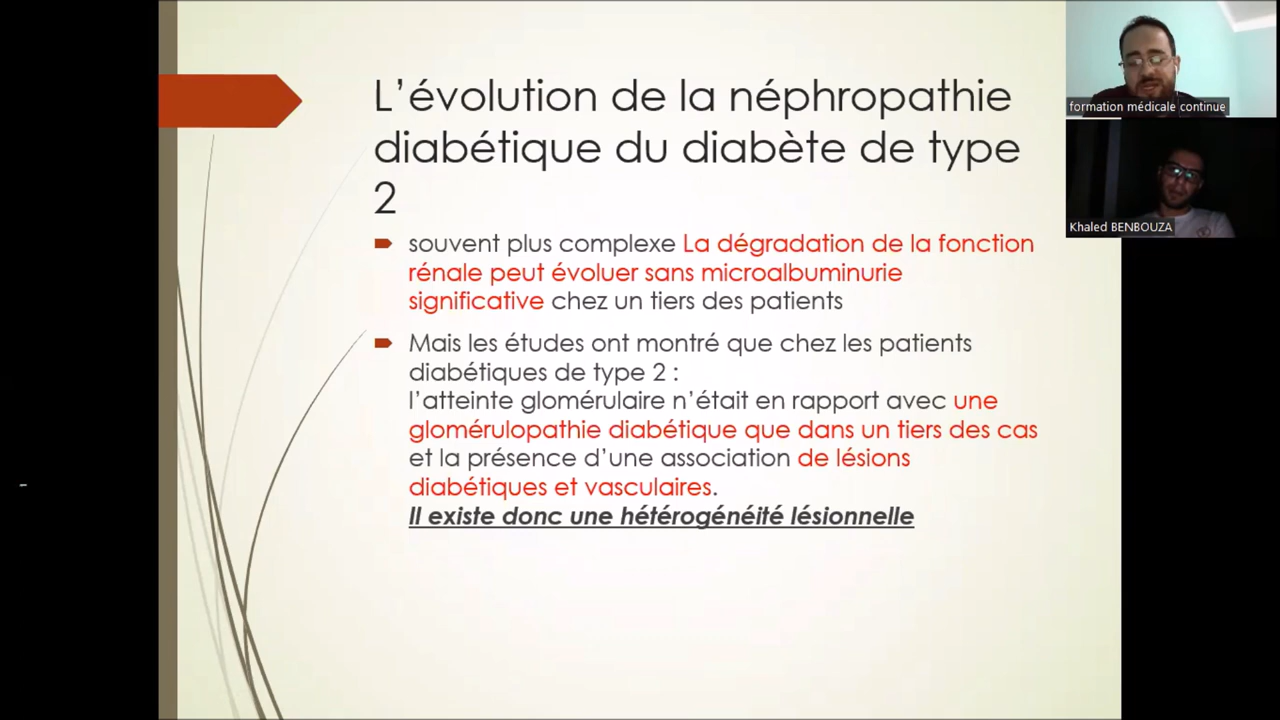 L'évolution de la néphropathie
diabétique du diabète de type
2
souvent plus complexe La dégradation de la fonction
rénale peut évoluer sans microalbuminurie
significative chez un tiers des patients
Mais les études ont montré que chez les patients
diabétiques de type 2 :
l'atteinte glomérulaire n'était en rapport avec une
glomérulopathie diabétique que dans un tiers des cas
et la présence d'une association de lésions
diabétiques et vasculaires.
Il existe donc une hétérogénéité lésionnelle
formation médicale continue
Khaled BENBOUZA